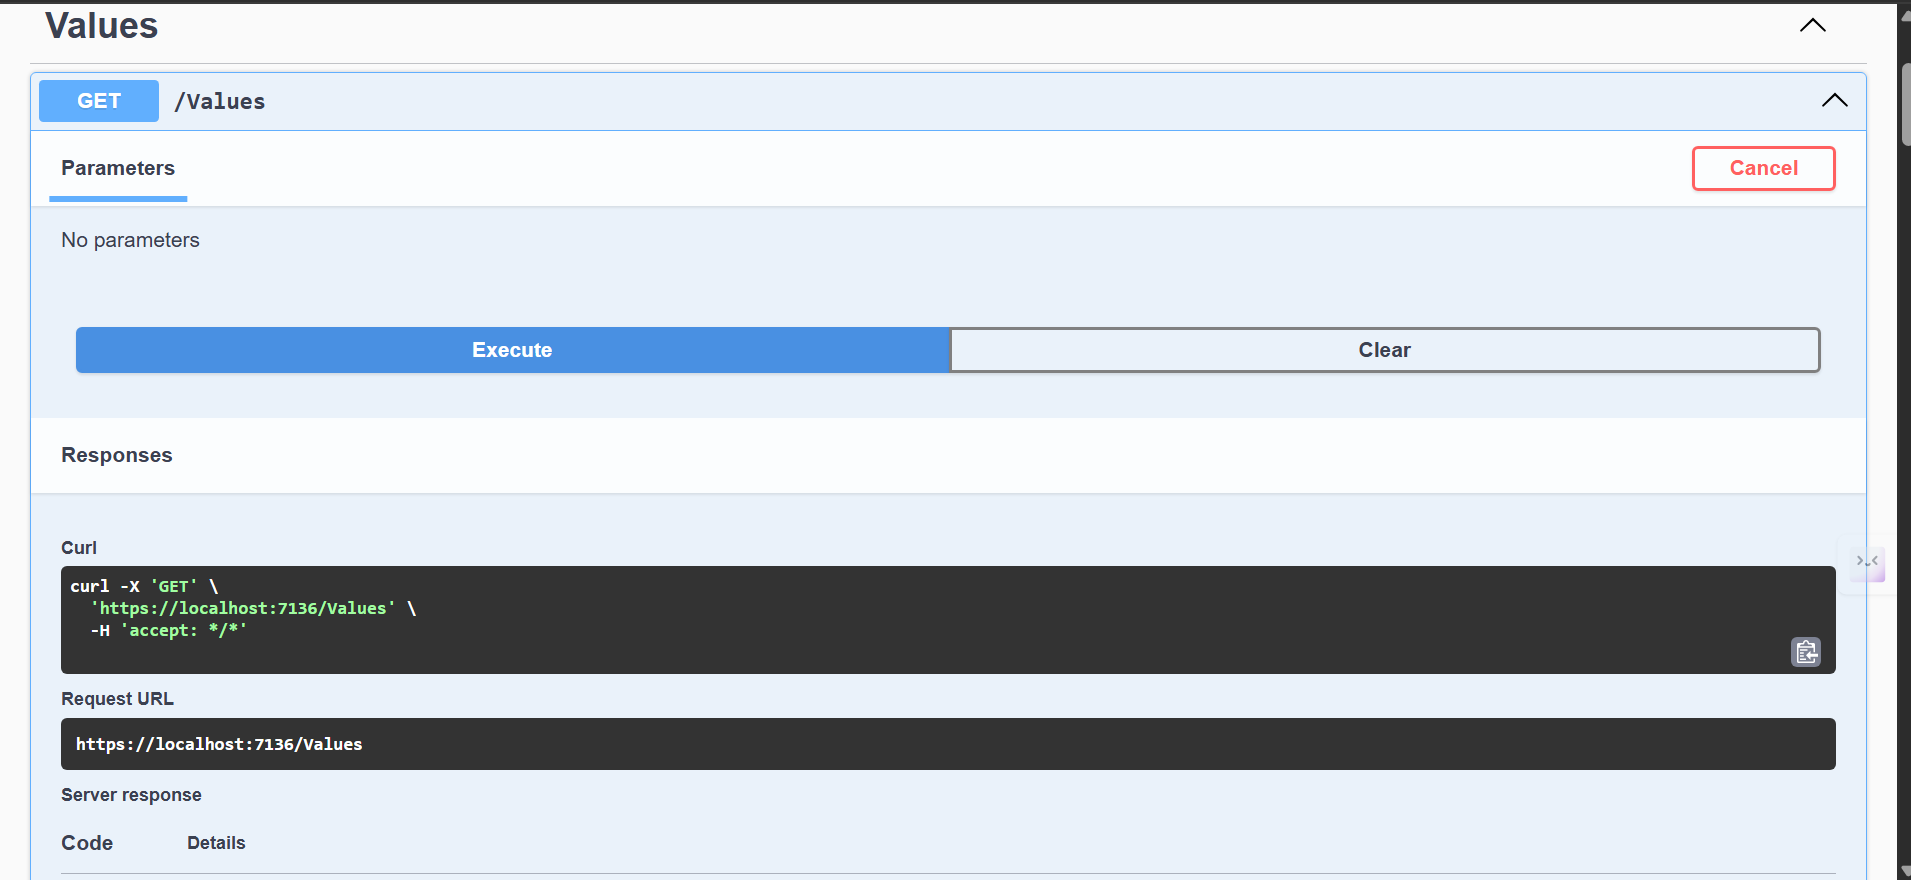 Values
GET /Values
Parameters
Cancel
No parameters
Execute
Clear
Responses
Curl
curl -X 'GET' \
  'https://localhost:7136/Values' \
  -H 'accept: */*'
Request URL
https://localhost:7136/Values
Server response
Code Details